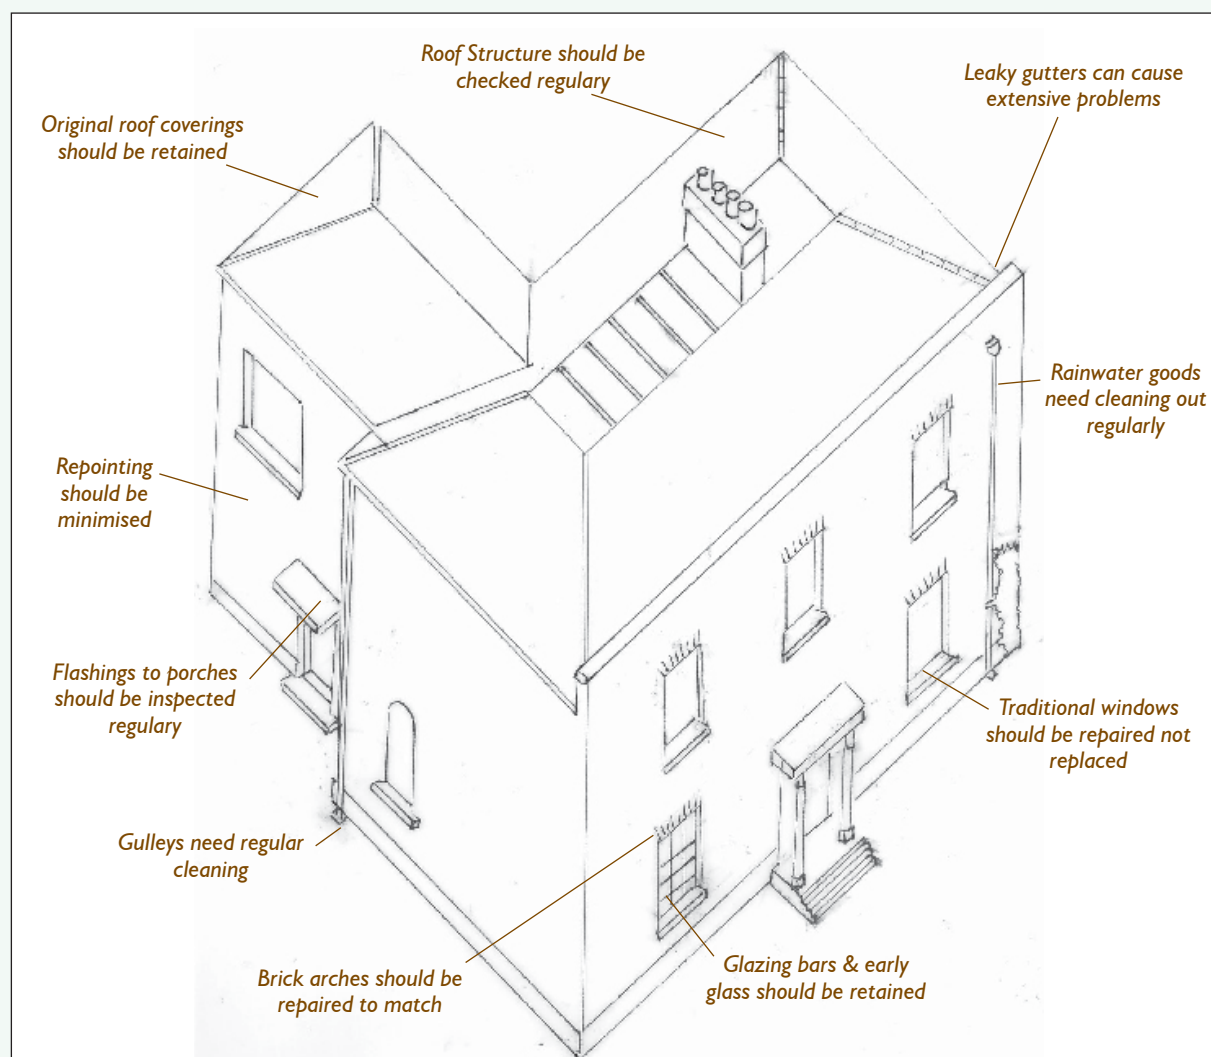 Roof Structure should be
checked regulary
Leaky gutters can cause
extensive problems
Original roof coverings
should be retained
Rainwater goods
need cleaning out
regularly
Repointing
should be
minimised
Flashings to porches
should be inspected
regulary
Traditional windows
should be repaired not
replaced
Gulleys need regular
cleaning
Brick arches should be
repaired to match
Glazing bars & early
glass should be retained